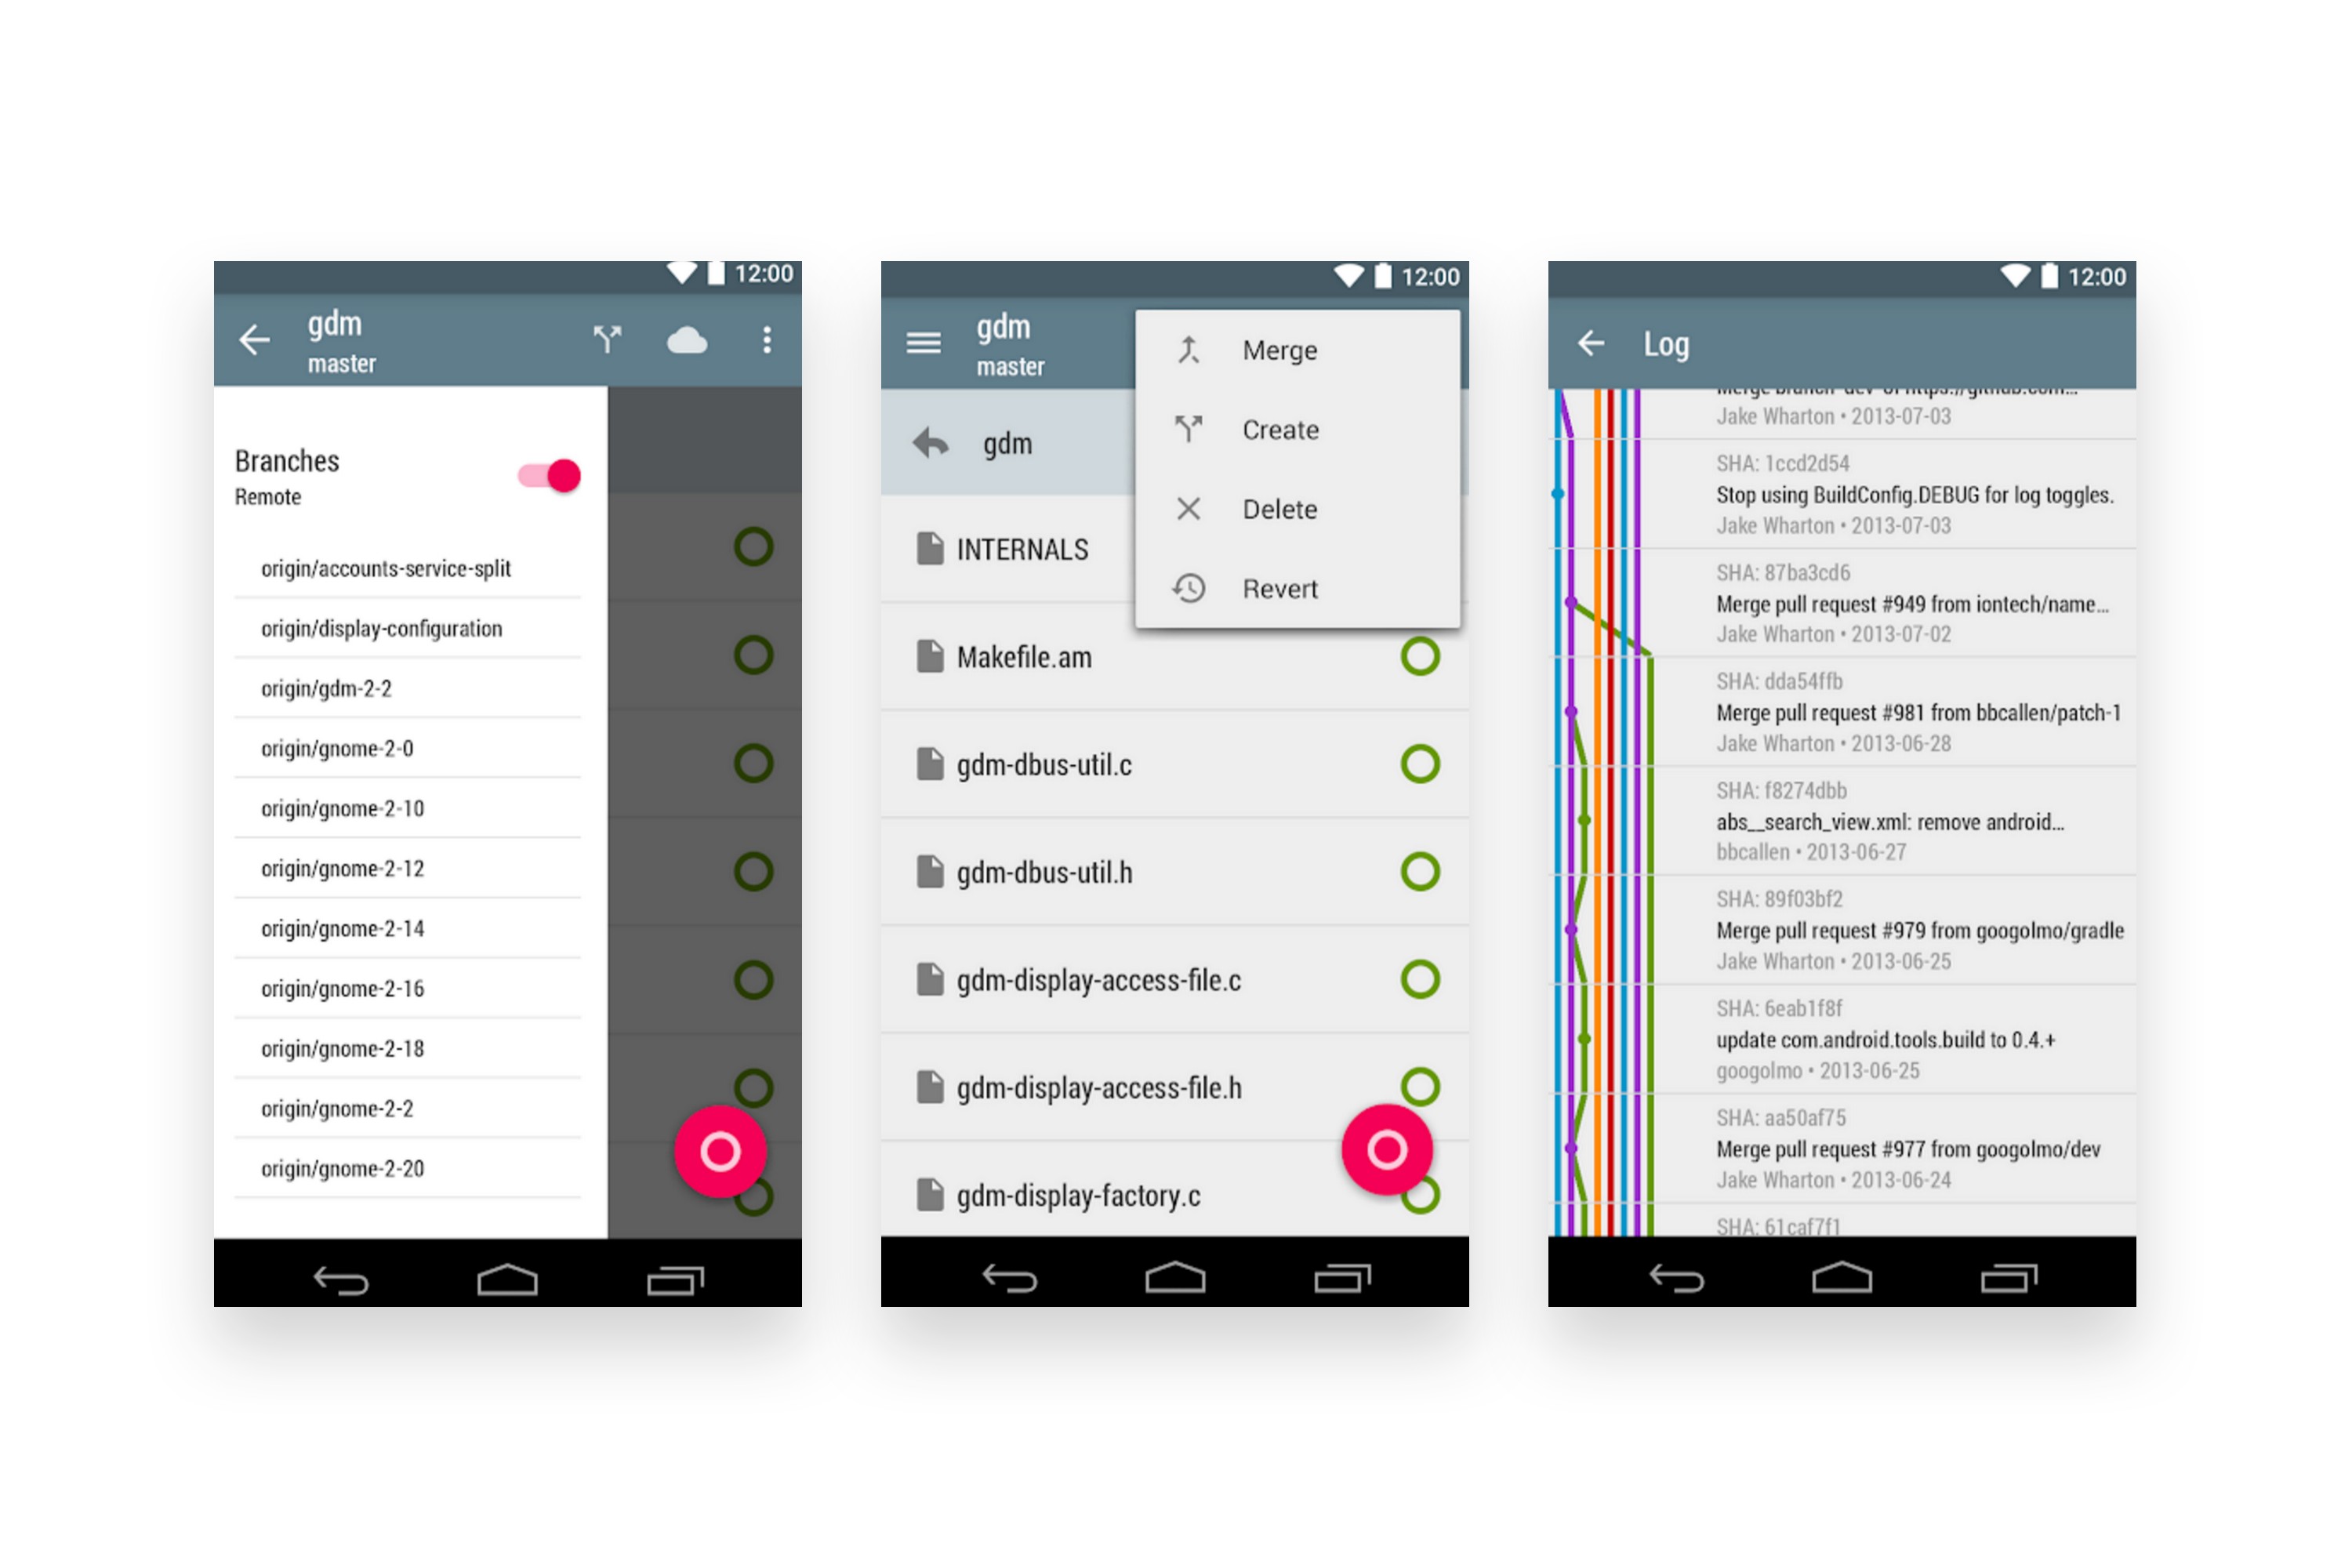 12:00
gdm
master
Branches
Remote
origin/accounts-service-split
origin/display-configuration
origin/gdm-2-2
origin/gnome-2-0
origin/gnome-2-10
origin/gnome-2-12
origin/gnome-2-14
origin/gnome-2-16
origin/gnome-2-18
origin/gnome-2-2
origin/gnome-2-20
12:00
gdm
master
Merge
Create
Delete
Revert
gdm
INTERNALS
Makefile.am
gdm-dbus-util.c
gdm-dbus-util.h
gdm-display-access-file.c
gdm-display-access-file.h
gdm-display-factory.c
12:00
Log
Merge branch 'dev' of https://github.com...
Jake Wharton • 2013-07-03
SHA: 1ccd2d54
Stop using BuildConfig.DEBUG for log toggles.
Jake Wharton • 2013-07-03
SHA: 87ba3cd6
Merge pull request #949 from iontech/name...
Jake Wharton • 2013-07-02
SHA: dda54ffb
Merge pull request #981 from bbcallen/patch-1
Jake Wharton • 2013-06-28
SHA: f8274dbb
abs__search_view.xml: remove android...
bbcallen • 2013-06-27
SHA: 89f03bf2
Merge pull request #979 from googolmo/gradle
Jake Wharton • 2013-06-25
SHA: 6eab1f8f
update com.android.tools.build to 0.4.+
googolmo • 2013-06-25
SHA: aa50af75
Merge pull request #977 from googolmo/dev
Jake Wharton • 2013-06-24
SHA: 61caf7f1